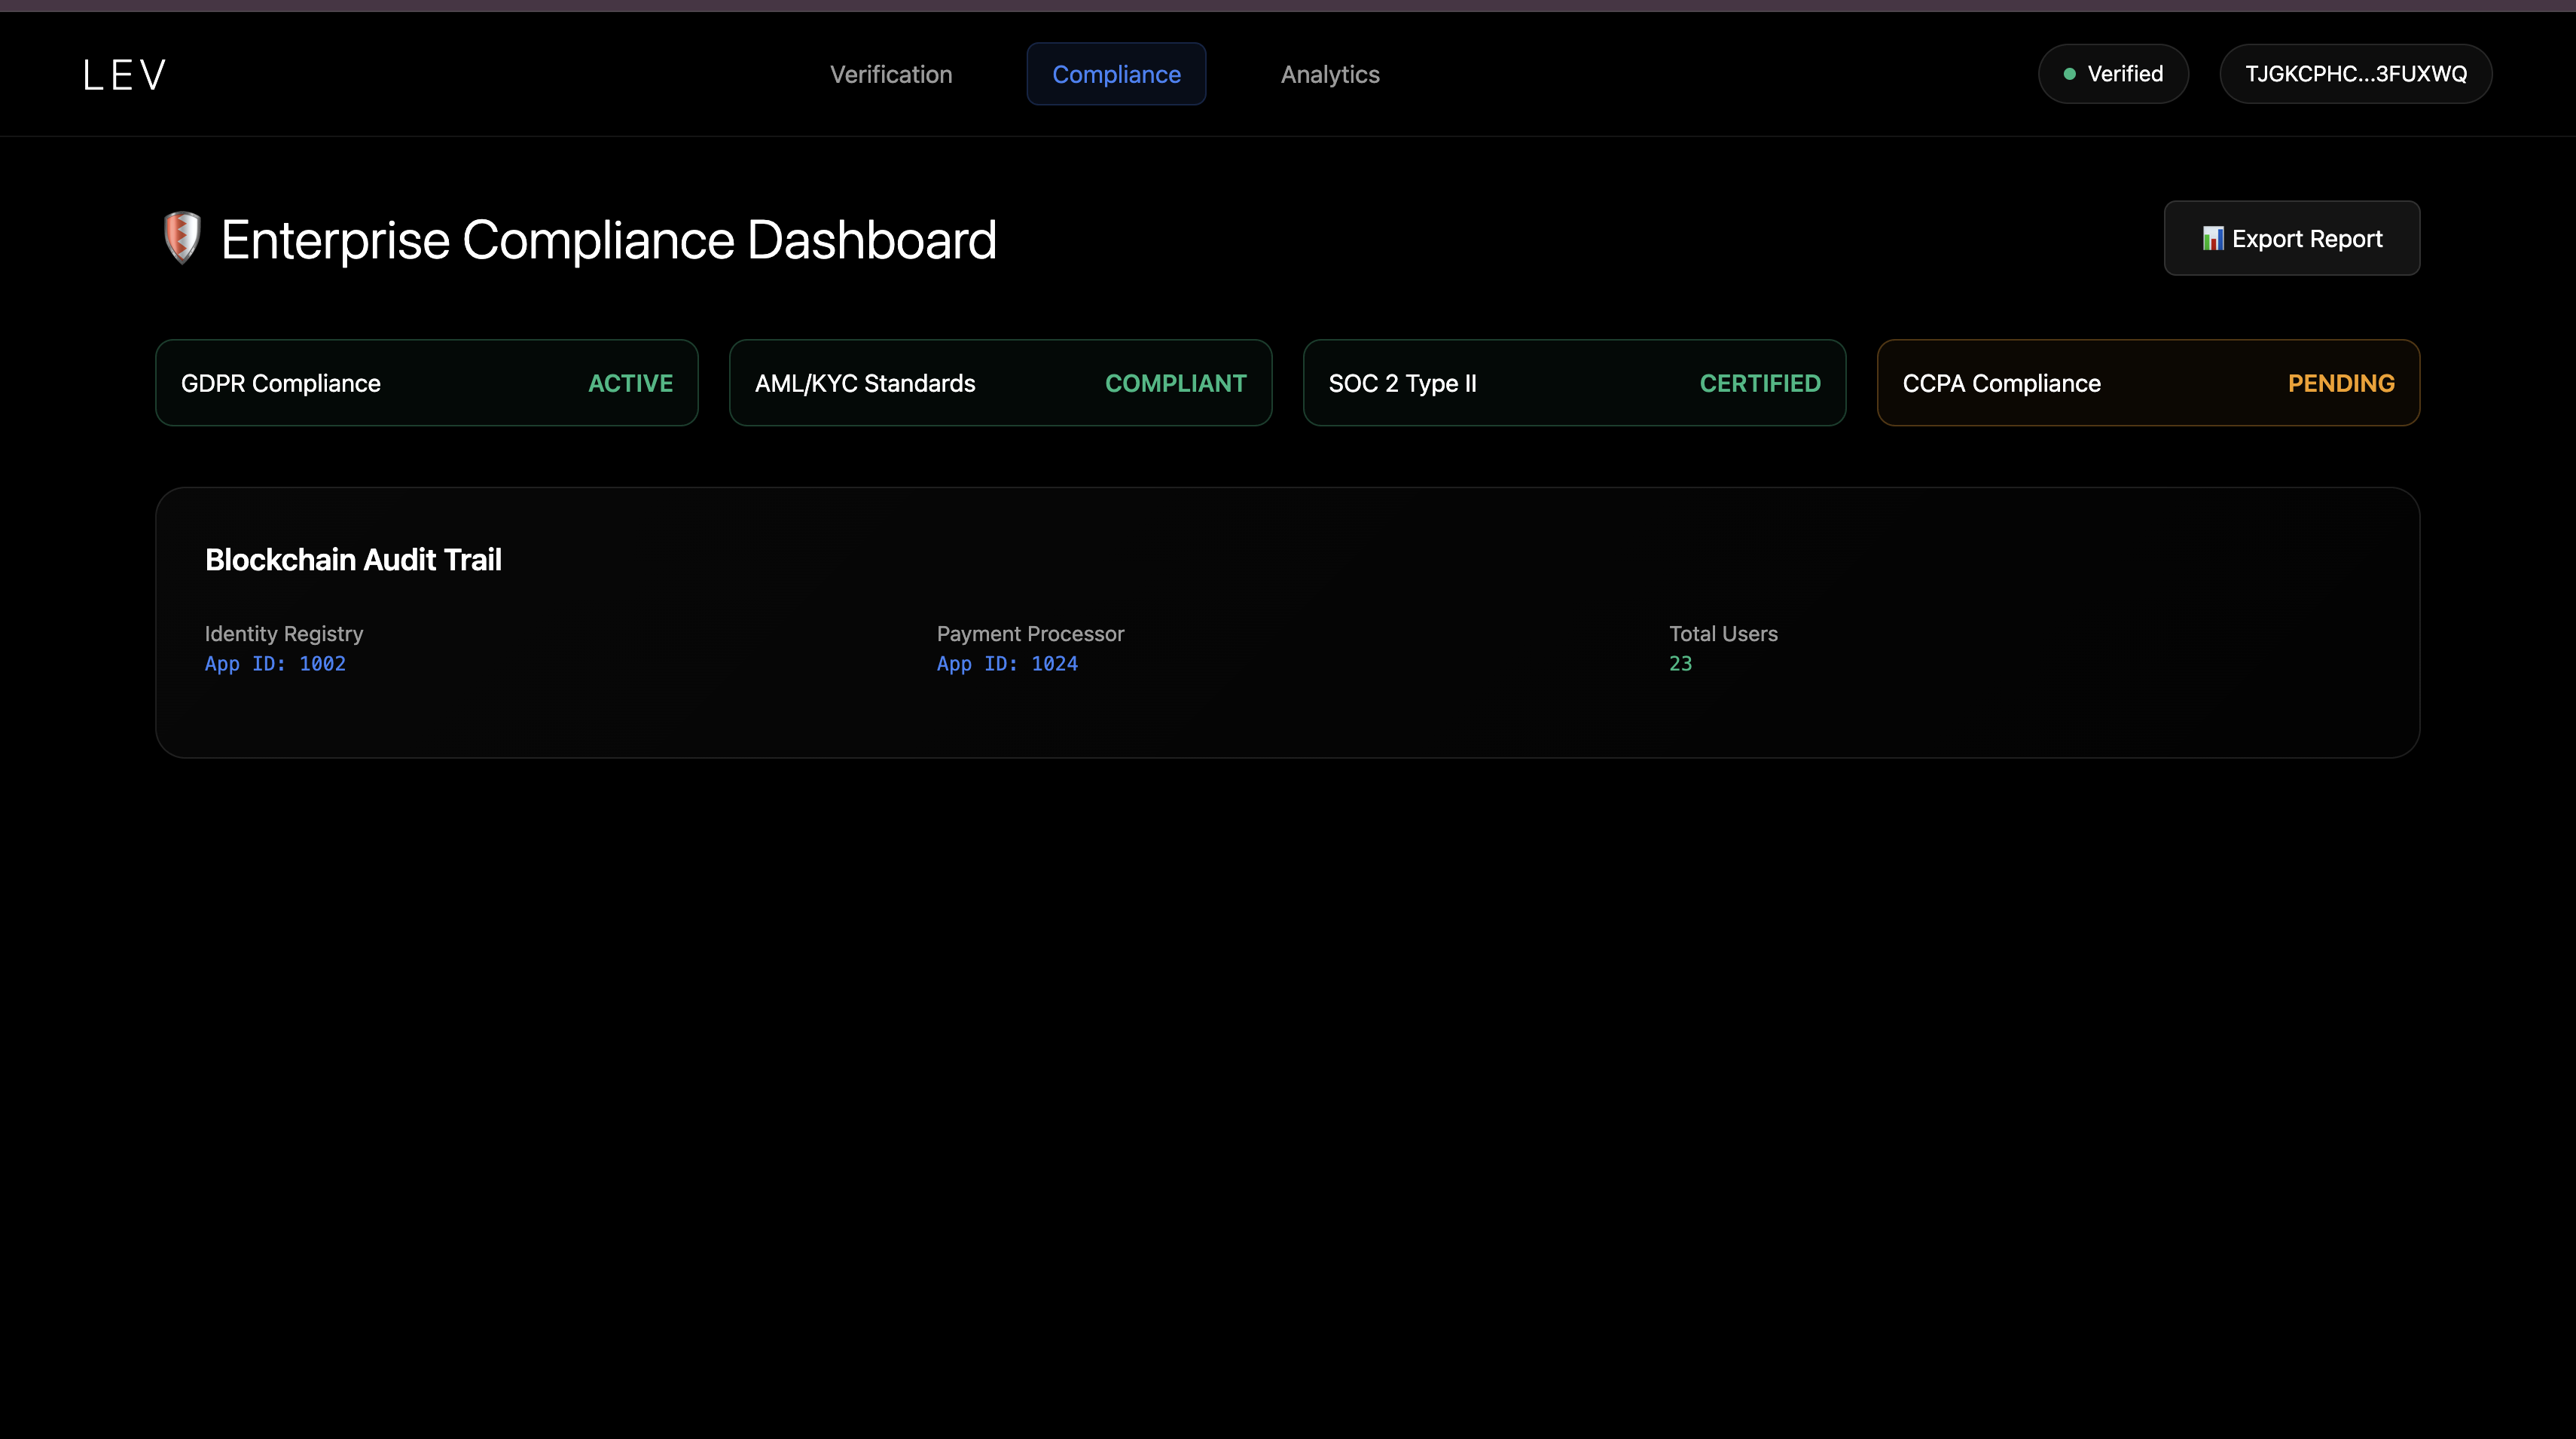 LEV
Verification
Compliance
Analytics
Verified
TJGKCPHC...3FUXWQ
Enterprise Compliance Dashboard
Export Report
GDPR Compliance ACTIVE
AML/KYC Standards COMPLIANT
SOC 2 Type II CERTIFIED
CCPA Compliance PENDING
Blockchain Audit Trail
Identity Registry
App ID: 1002
Payment Processor
App ID: 1024
Total Users
23